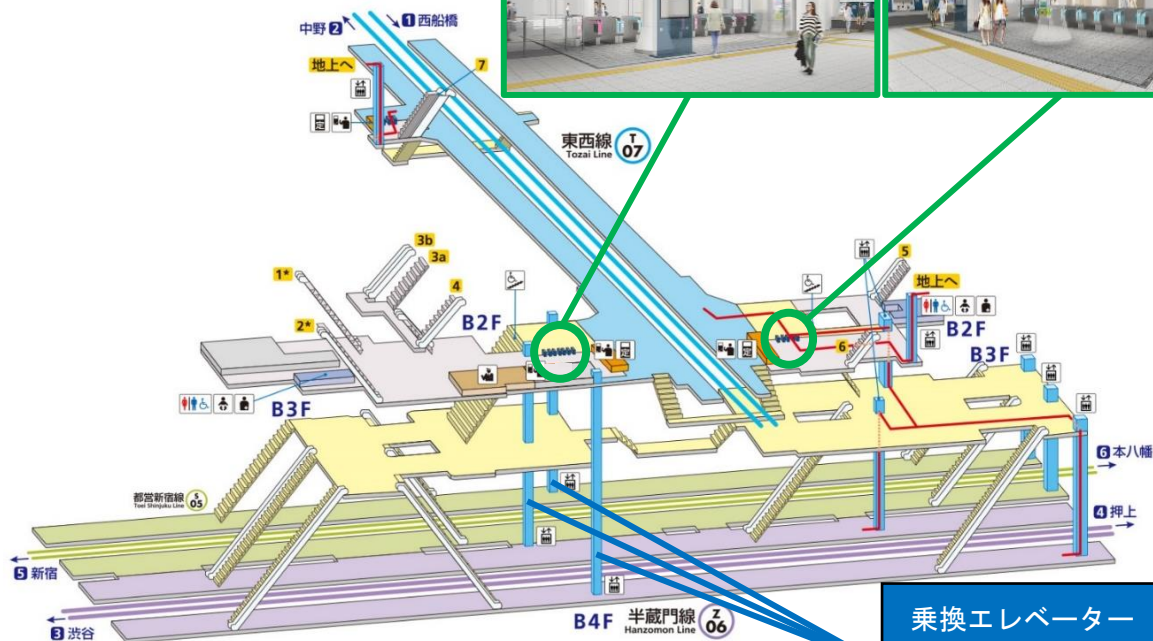 1 西船橋
中野 2
地上へ
7
東西線
Tozai Line
T
07
3b
3a
1*
4
2*
B2F
5
地上へ
B2F
6
B3F
B3F
6 本八幡
都営新宿線
Toei Shinjuku Line
S
05
4 押上
5 新宿
3 渋谷
B4F
半蔵門線
Hanzomon Line
Z
06
乗換エレベーター